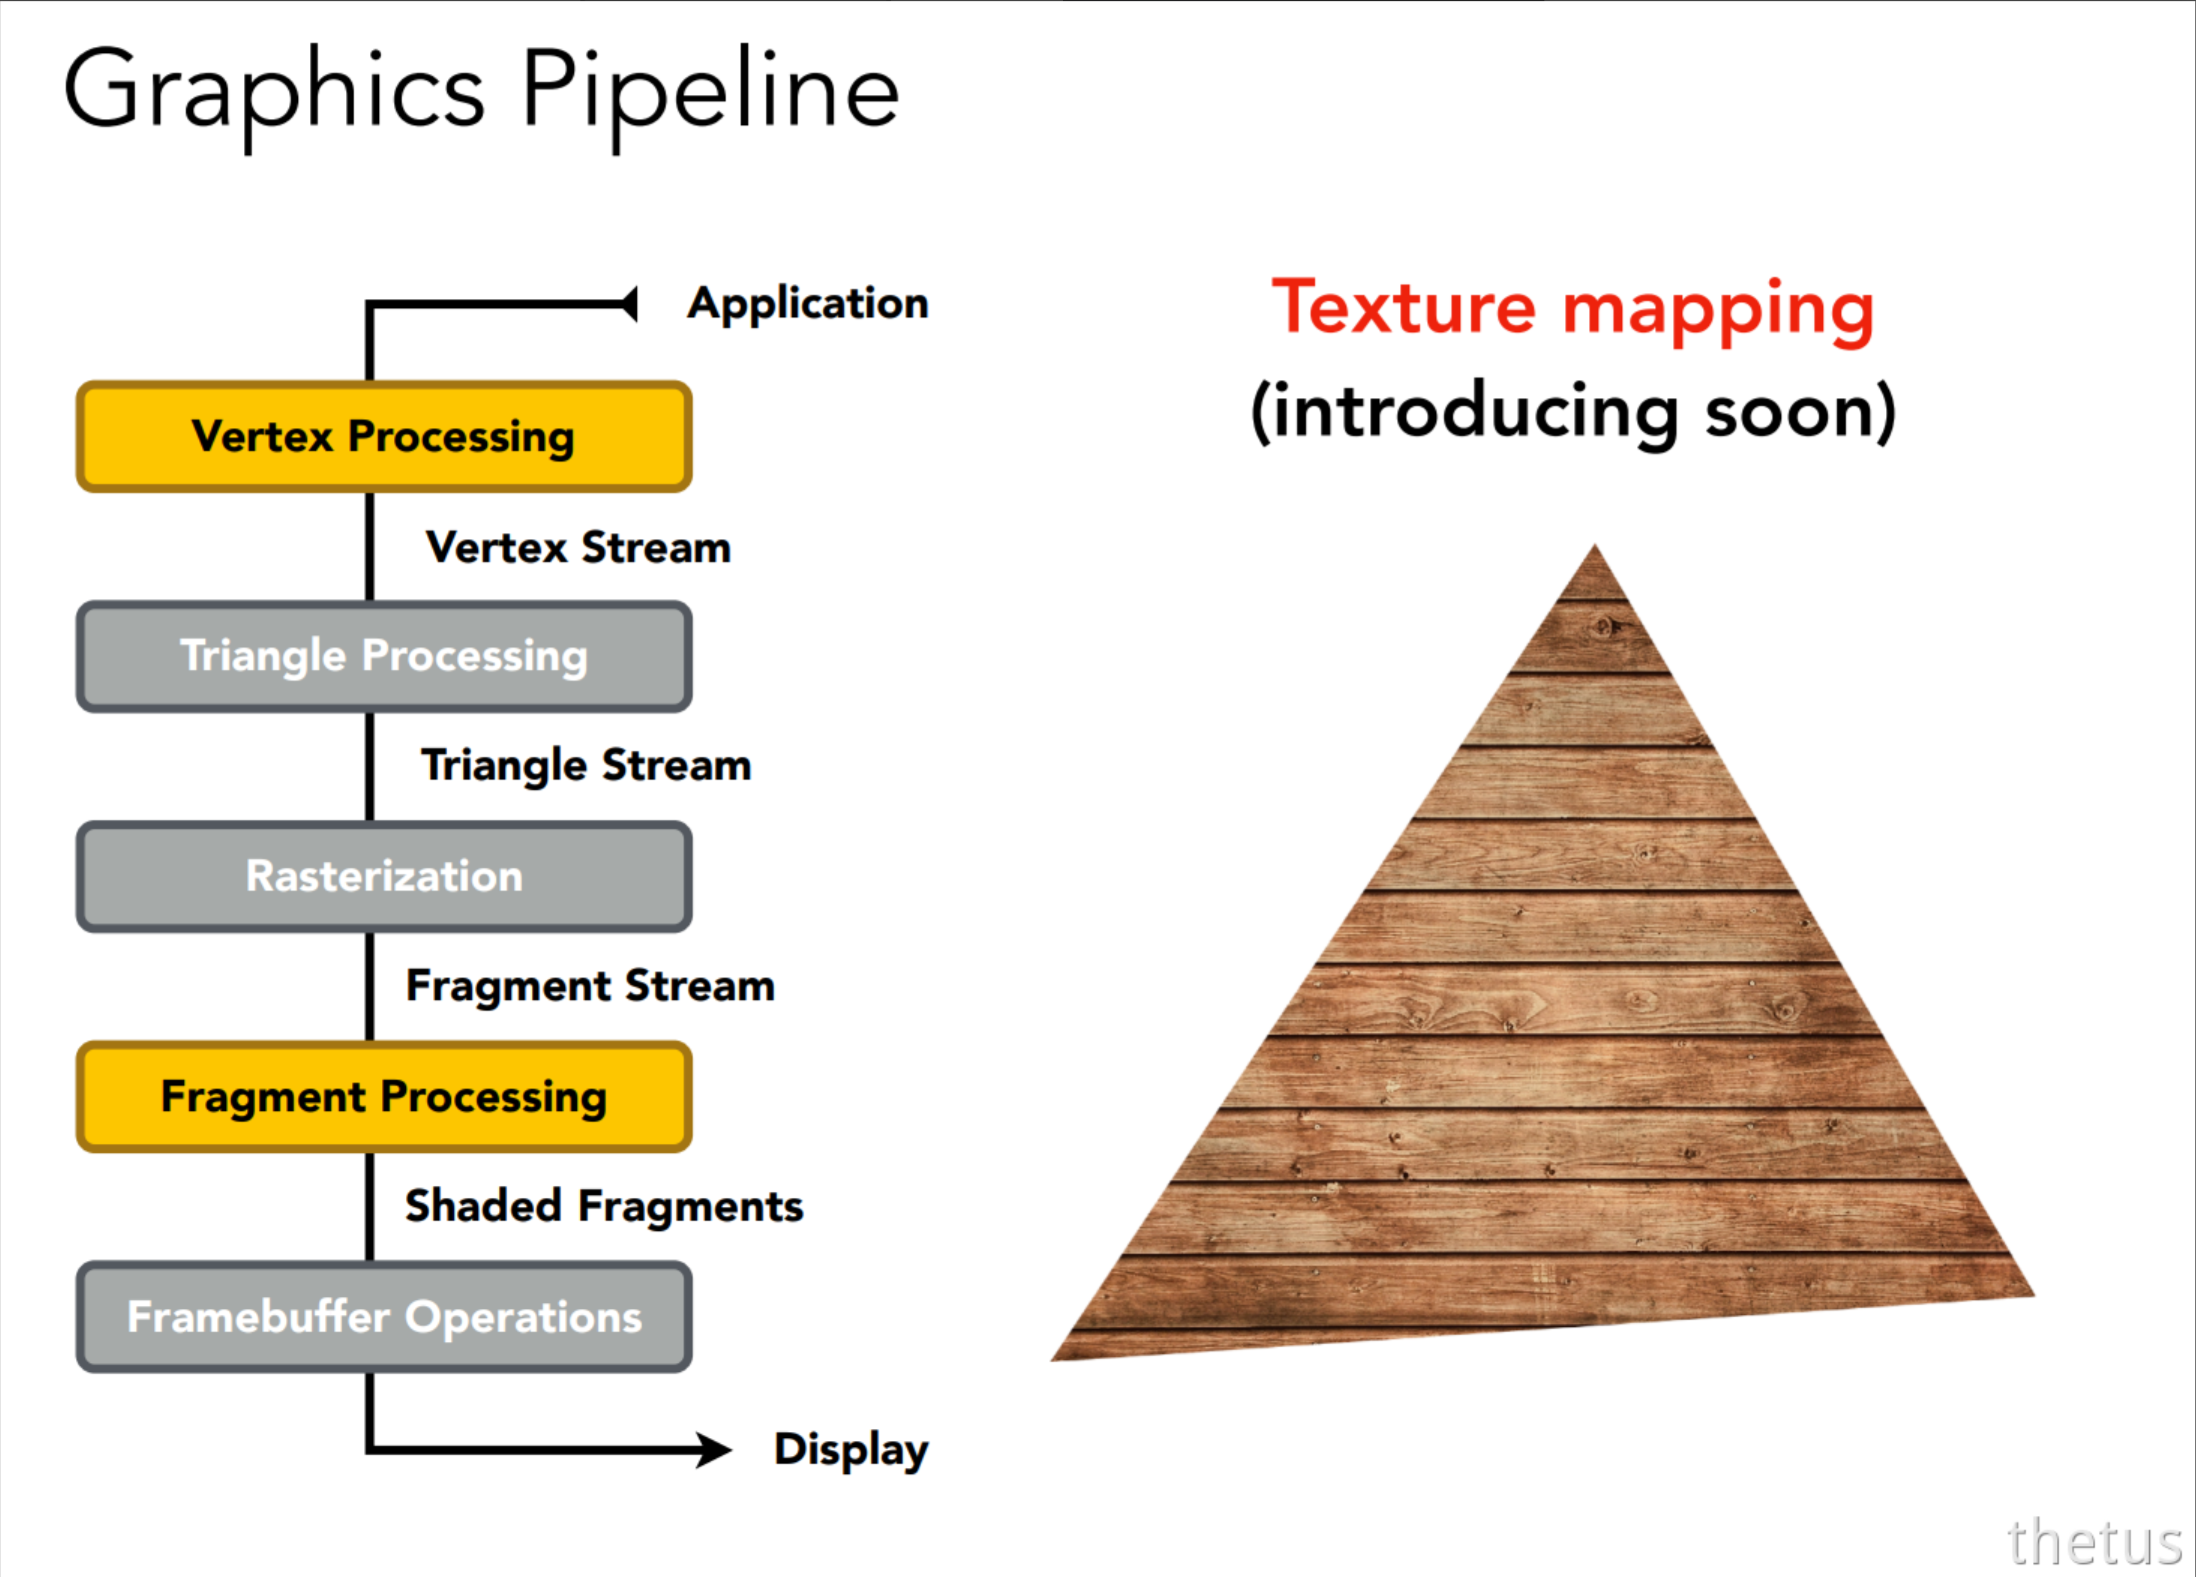 Graphics Pipeline
Application
Vertex Processing
Vertex Stream
Triangle Processing
Triangle Stream
Rasterization
Fragment Stream
Fragment Processing
Shaded Fragments
Framebuffer Operations
Display
Texture mapping
(introducing soon)
thetus